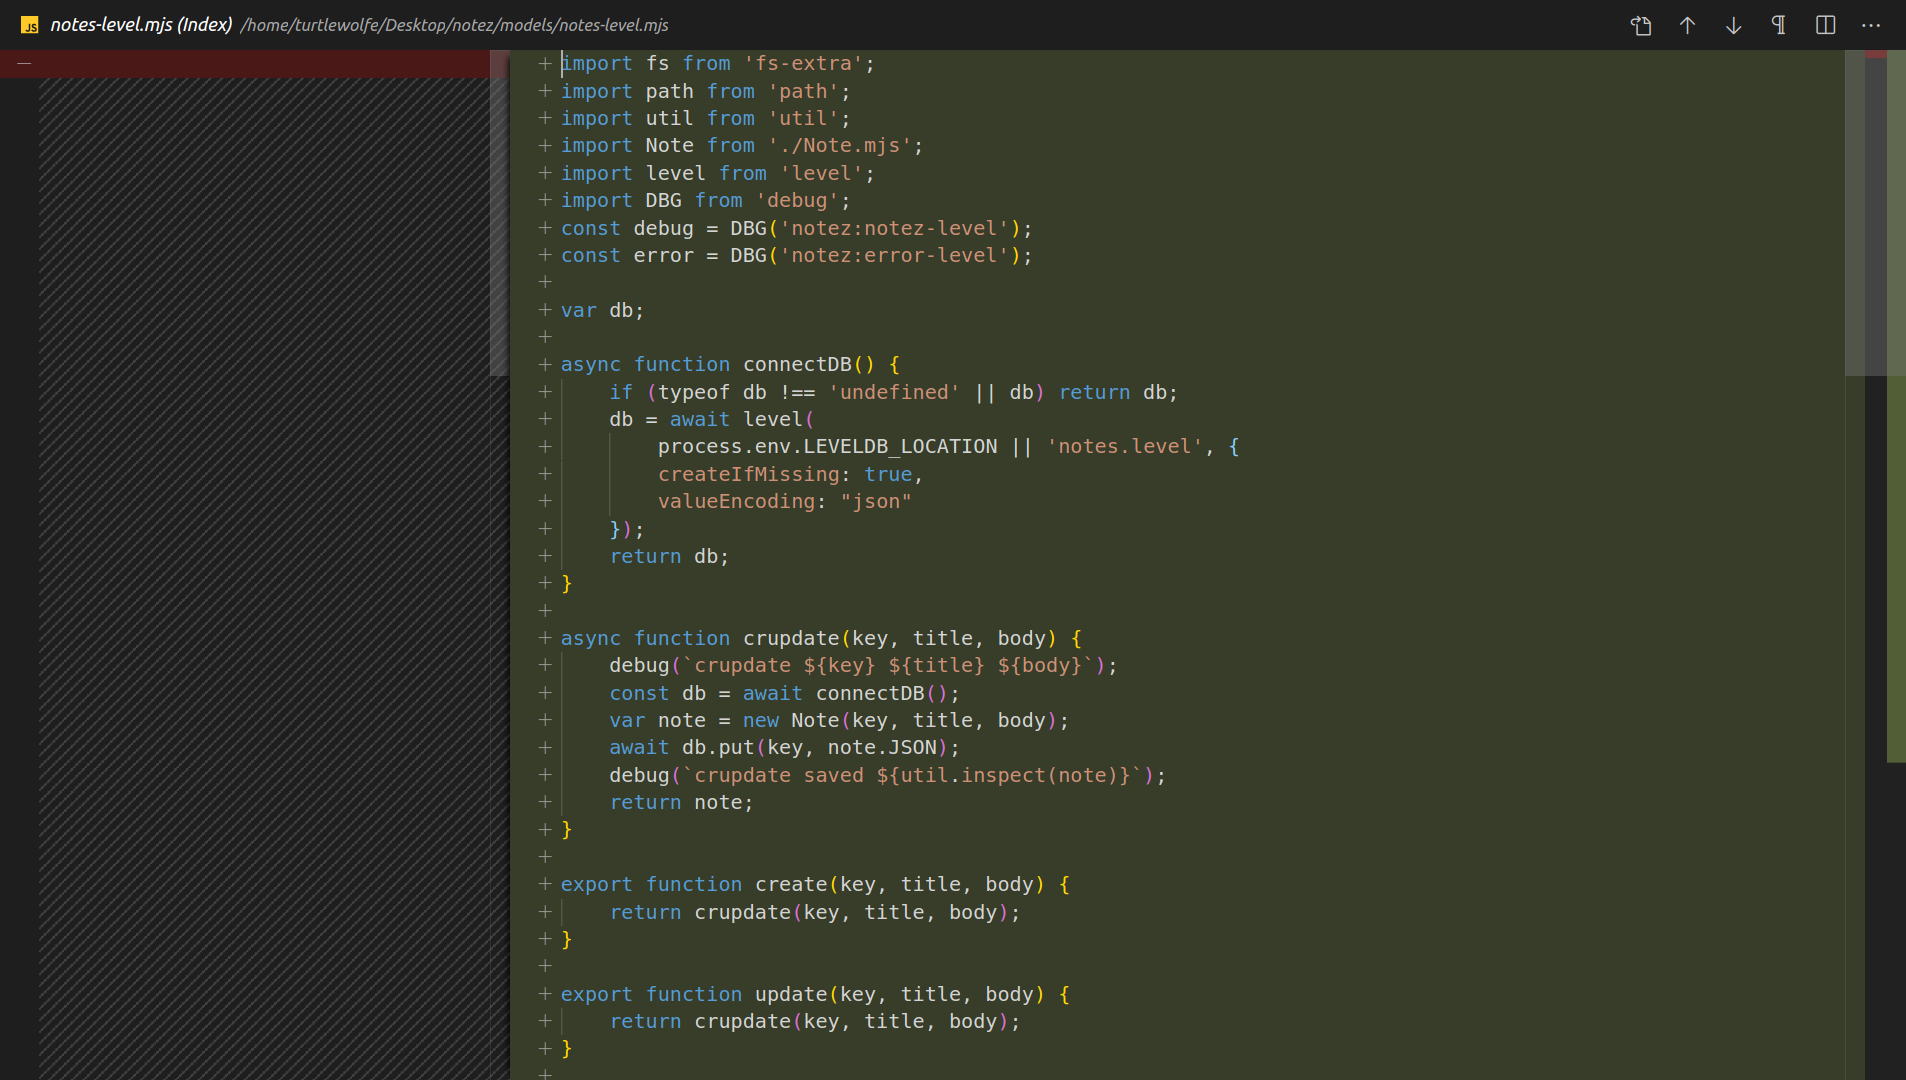 JS notes-level.mjs (Index) /home/turtlewolfe/Desktop/notez/models/notes-level.mjs
import fs from 'fs-extra';
import path from 'path';
import util from 'util';
import Note from './Note.mjs';
import level from 'level';
import DBG from 'debug';
const debug = DBG('notez:notez-level');
const error = DBG('notez:error-level');

var db;

async function connectDB() {
    if (typeof db !== 'undefined' || db) return db;
    db = await level(
        process.env.LEVELDB_LOCATION || 'notes.level', {
        createIfMissing: true,
        valueEncoding: "json"
    });
    return db;
}

async function crupdate(key, title, body) {
    debug(`crupdate ${key} ${title} ${body}`);
    const db = await connectDB();
    var note = new Note(key, title, body);
    await db.put(key, note.JSON);
    debug(`crupdate saved ${util.inspect(note)}`);
    return note;
}

export function create(key, title, body) {
    return crupdate(key, title, body);
}

export function update(key, title, body) {
    return crupdate(key, title, body);
}